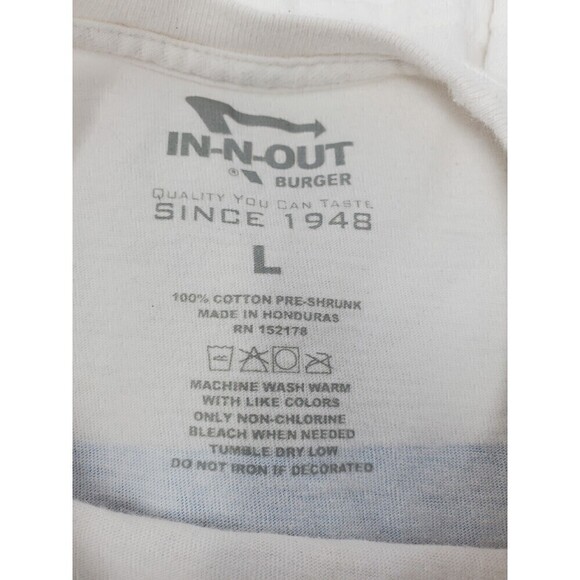 IN-N-OUT
® BURGER
QUALITY YOU CAN TASTE
SINCE 1948
L
100% COTTON PRE-SHRUNK
MADE IN HONDURAS
RN 152178
MACHINE WASH WARM
WITH LIKE COLORS
ONLY NON-CHLORINE
BLEACH WHEN NEEDED
TUMBLE DRY LOW
DO NOT IRON IF DECORATED